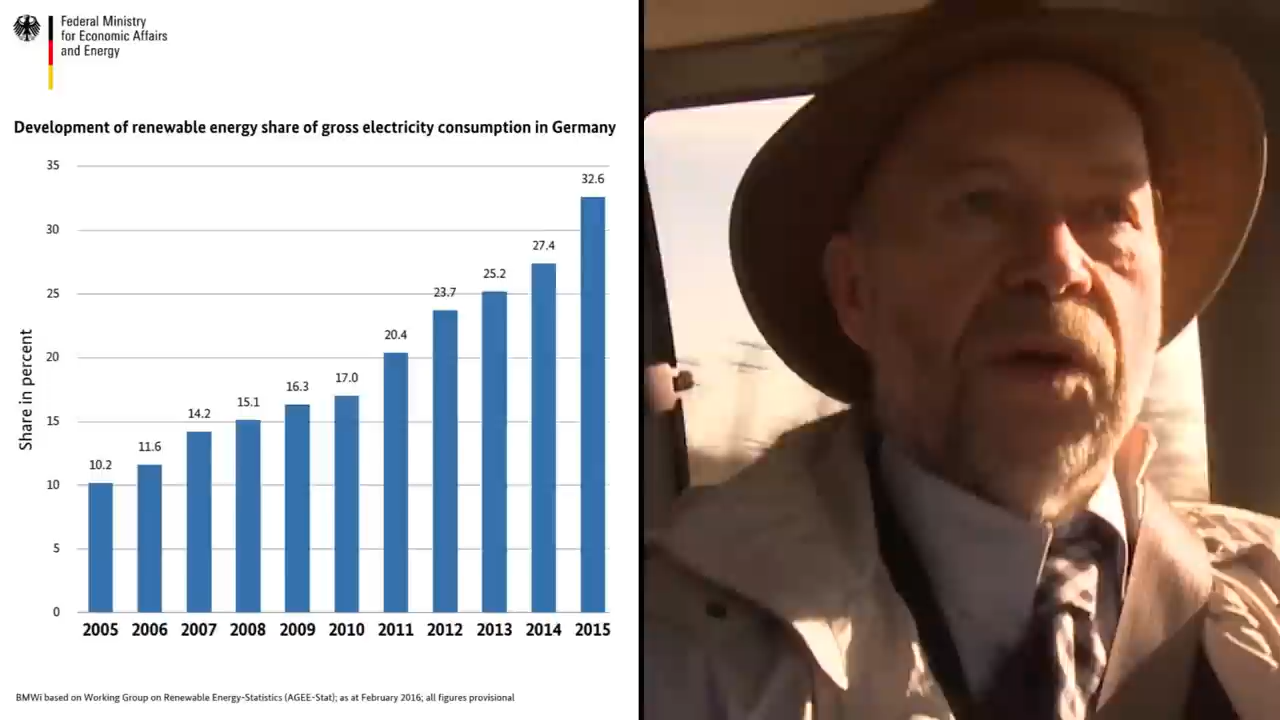 Federal Ministry
for Economic Affairs
and Energy
Development of renewable energy share of gross electricity consumption in Germany
Share in percent
35
30
25
20
15
10
5
0
10.2
11.6
14.2
15.1
16.3
17.0
20.4
23.7
25.2
27.4
32.6
2005 2006 2007 2008 2009 2010 2011 2012 2013 2014 2015
BMWi based on Working Group on Renewable Energy-Statistics (AGEE-Stat); as at February 2016; all figures provisional